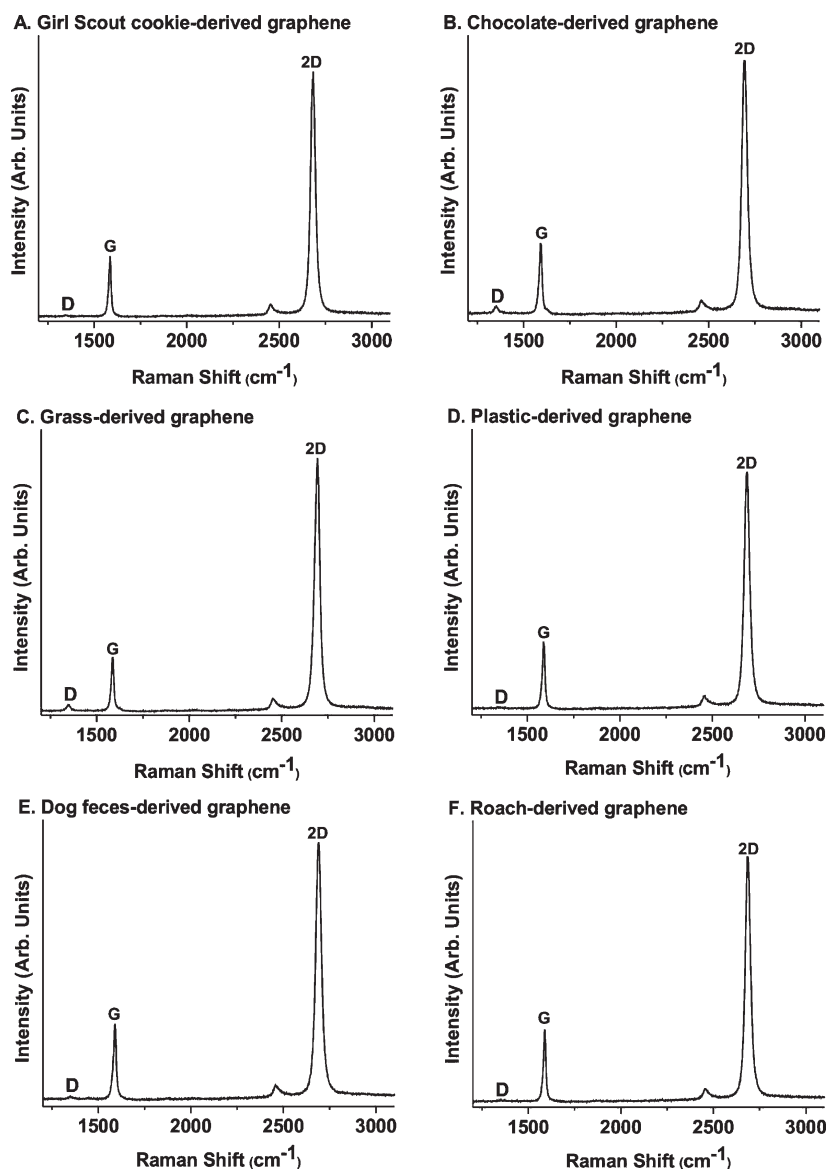 A. Girl Scout cookie-derived graphene
Intensity (Arb. Units)
D
G
2D
1500 2000 2500 3000
Raman Shift (cm-1)
B. Chocolate-derived graphene
Intensity (Arb. Units)
D
G
2D
1500 2000 2500 3000
Raman Shift (cm-1)
C. Grass-derived graphene
Intensity (Arb. Units)
D
G
2D
1500 2000 2500 3000
Raman Shift (cm-1)
D. Plastic-derived graphene
Intensity (Arb. Units)
D
G
2D
1500 2000 2500 3000
Raman Shift (cm-1)
E. Dog feces-derived graphene
Intensity (Arb. Units)
D
G
2D
1500 2000 2500 3000
Raman Shift (cm-1)
F. Roach-derived graphene
Intensity (Arb. Units)
D
G
2D
1500 2000 2500 3000
Raman Shift (cm-1)